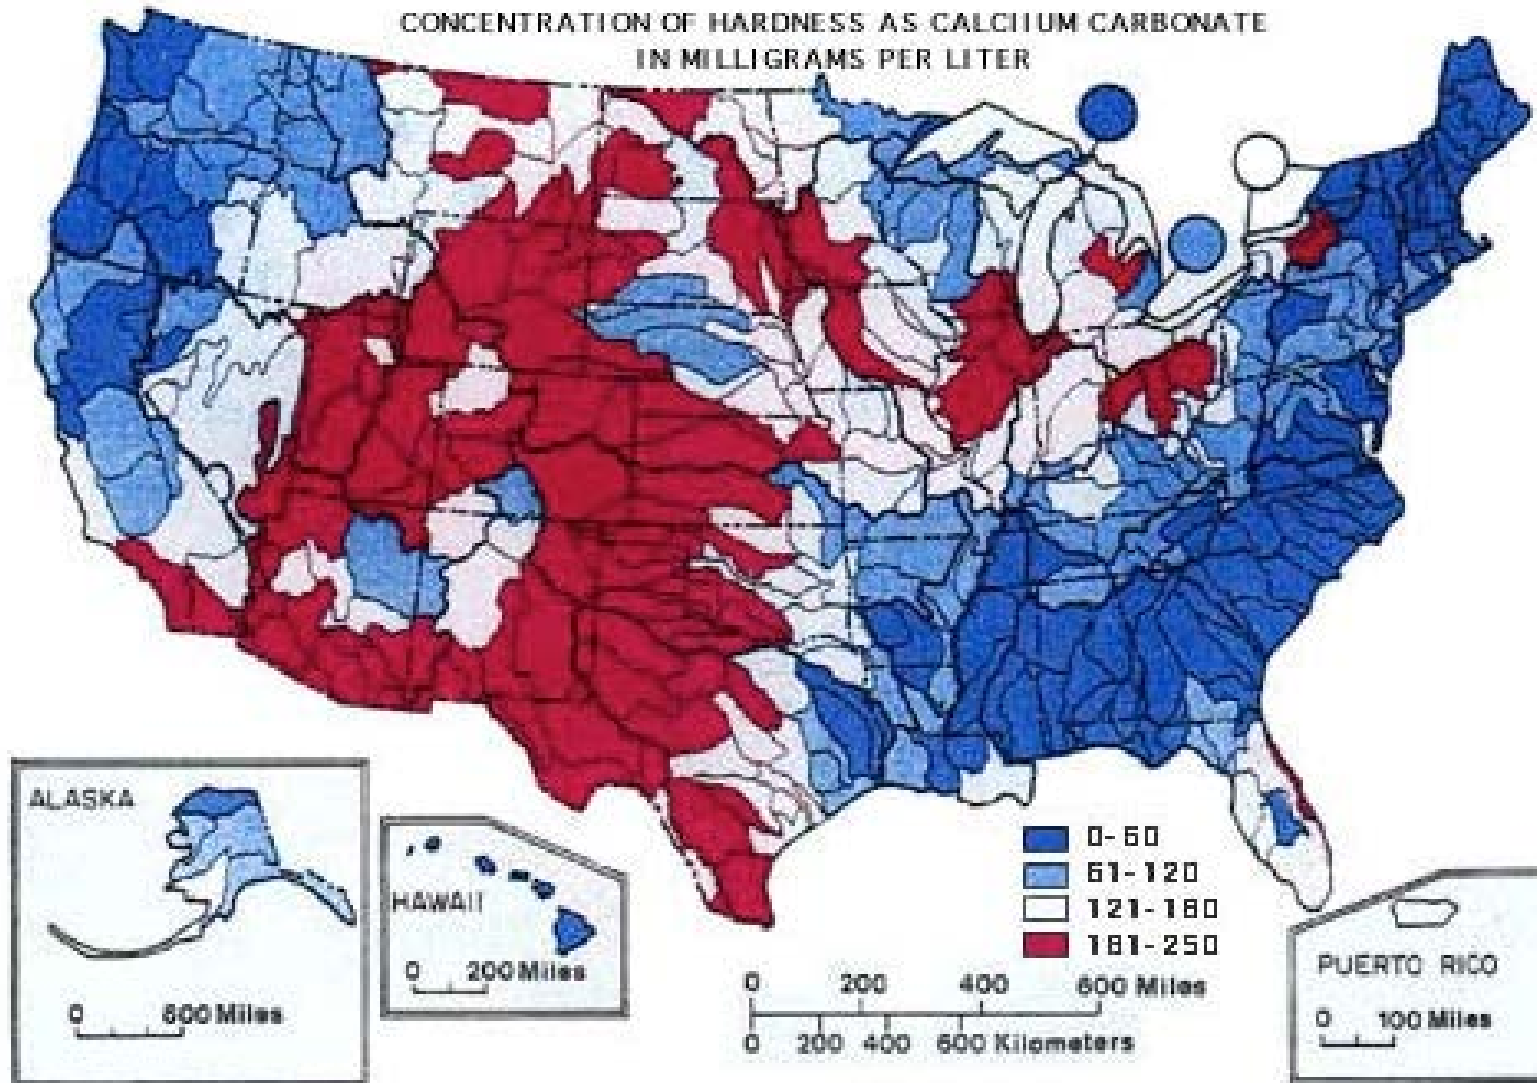 CONCENTRATION OF HARDNESS AS CALCIIUM CARBONATE
IN MILLIGRAMS PER LITER
ALASKA
0 600 Miles
HAWAII
0 200 Miles
0-60
61-120
121-180
181-250
0 200 400 600 Miles
0 200 400 600 Kilometers
PUERTO RICO
0 100 Miles